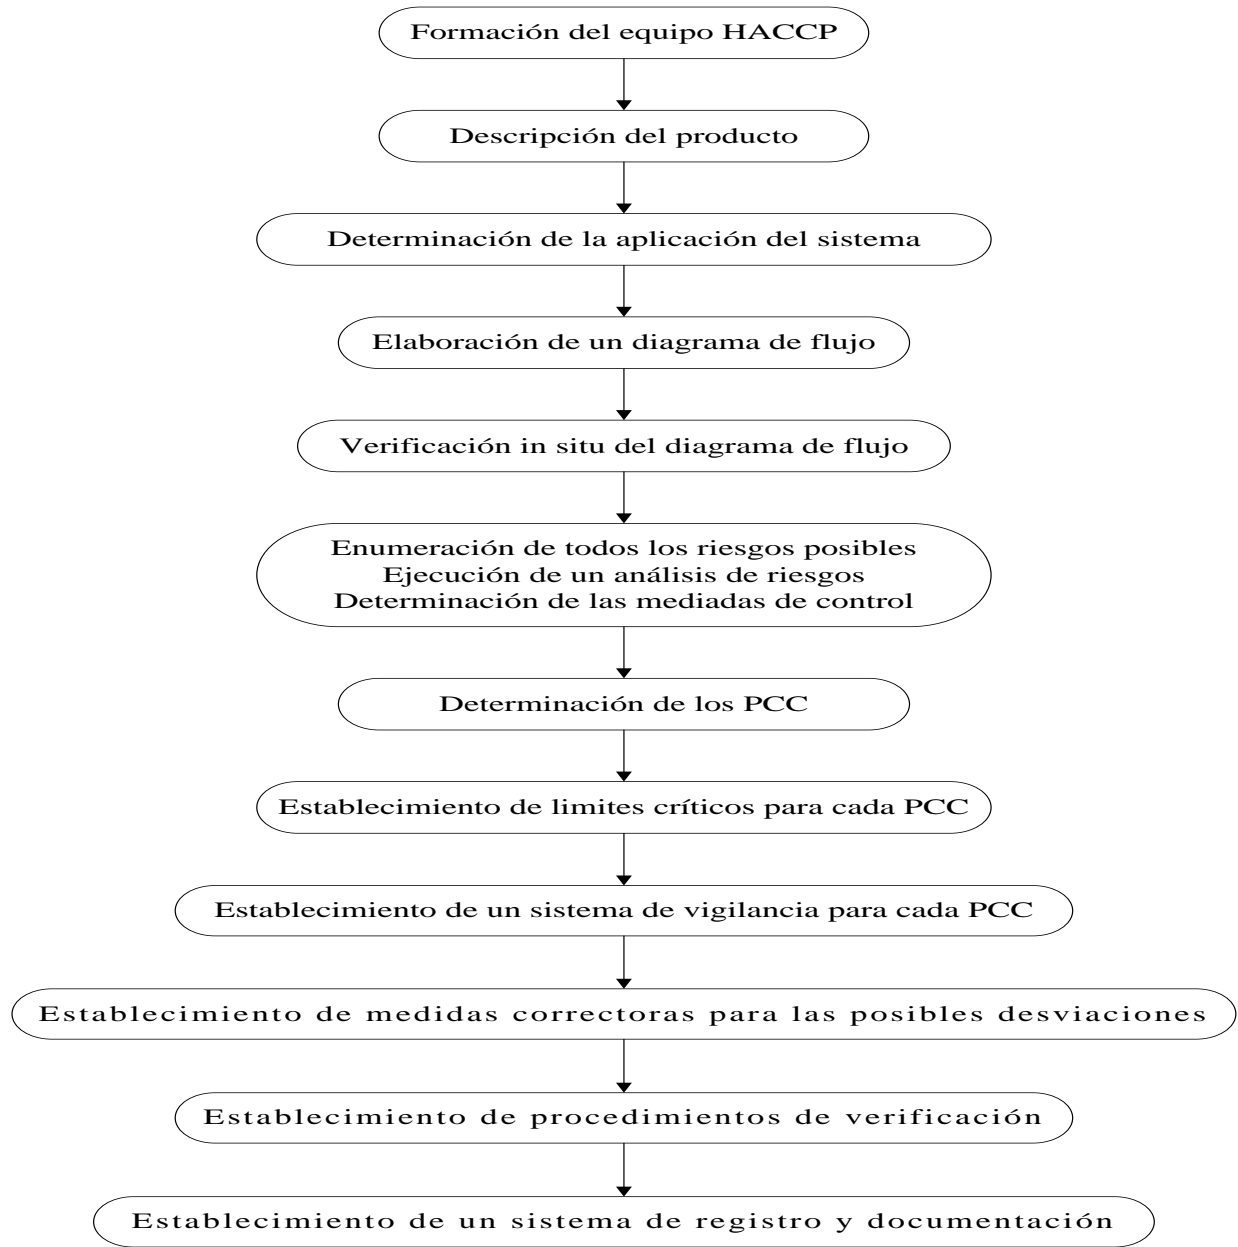 Formación del equipo HACCP
Descripción del producto
Determinación de la aplicación del sistema
Elaboración de un diagrama de flujo
Verificación in situ del diagrama de flujo
Enumeración de todos los riesgos posibles
Ejecución de un análisis de riesgos
Determinación de las mediadas de control
Determinación de los PCC
Establecimiento de limites críticos para cada PCC
Establecimiento de un sistema de vigilancia para cada PCC
Establecimiento de medidas correctoras para las posibles desviaciones
Establecimiento de procedimientos de verificación
Establecimiento de un sistema de registro y documentación